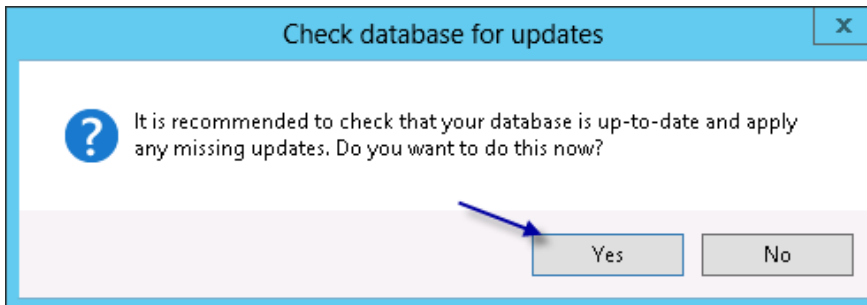 Check database for updates
x
?
It is recommended to check that your database is up-to-date and apply
any missing updates. Do you want to do this now?
Yes
No